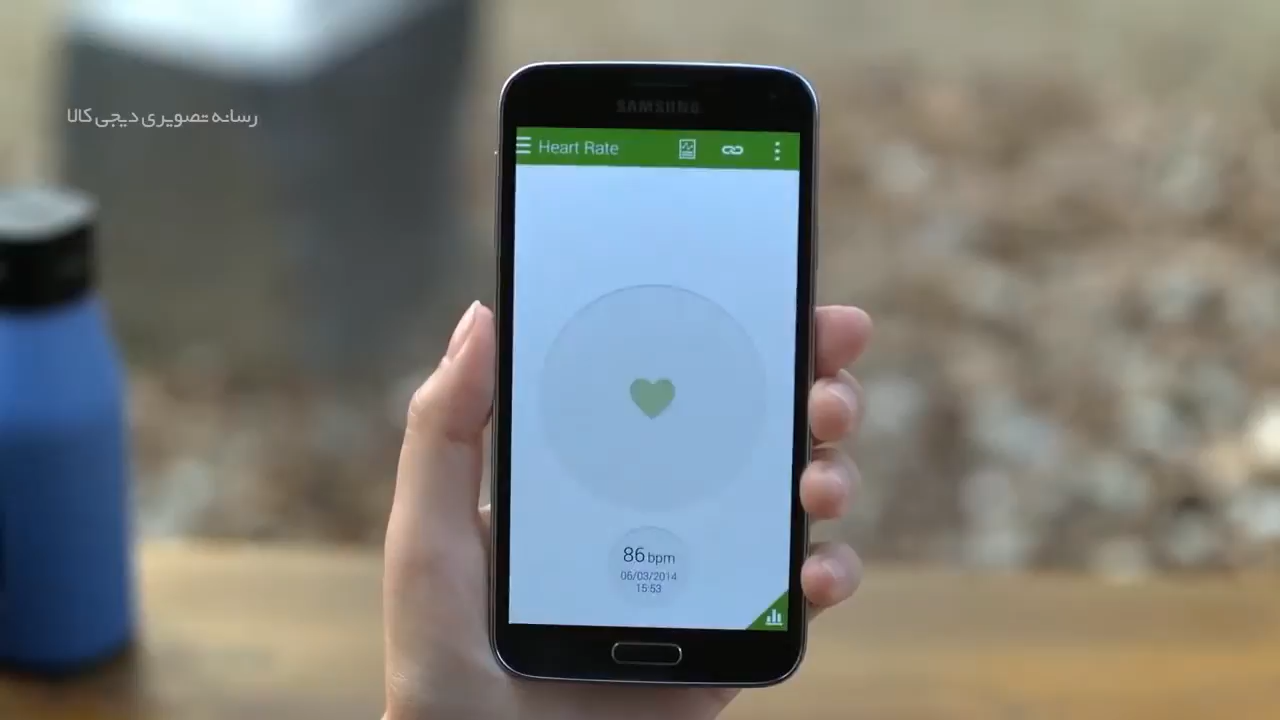 رسانه تصویری دیجی کالا
SAMSUNG
Heart Rate
86 bpm
06/03/2014
15:53